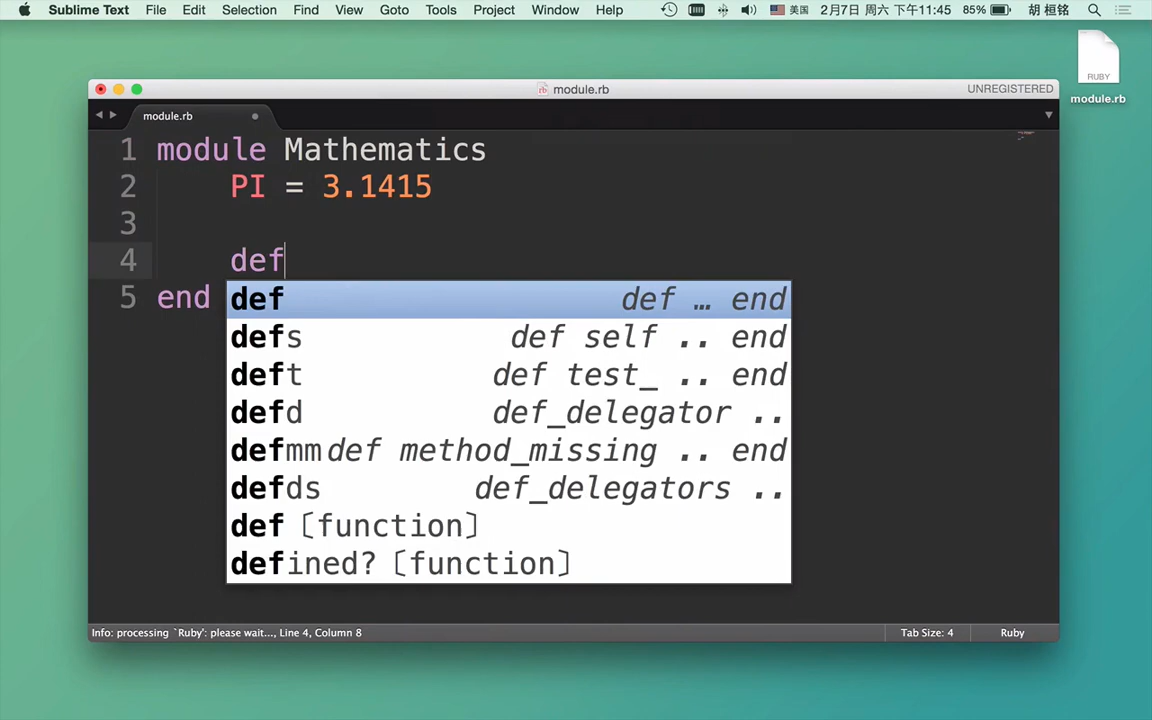 Sublime Text File Edit Selection Find View Goto Tools Project Window Help 美国 2月7日 周六 下午11:45 85% 胡 桓铭
RUBY
module.rb
module.rb UNREGISTERED
module.rb
1 module Mathematics
2 PI = 3.1415
3
4 def
5 end
def def … end
defs def self .. end
deft def test_ .. end
defd def_delegator ..
defmm def method_missing .. end
defds def_delegators ..
def〔function〕
defined?〔function〕
Info: processing `Ruby': please wait..., Line 4, Column 8 Tab Size: 4 Ruby